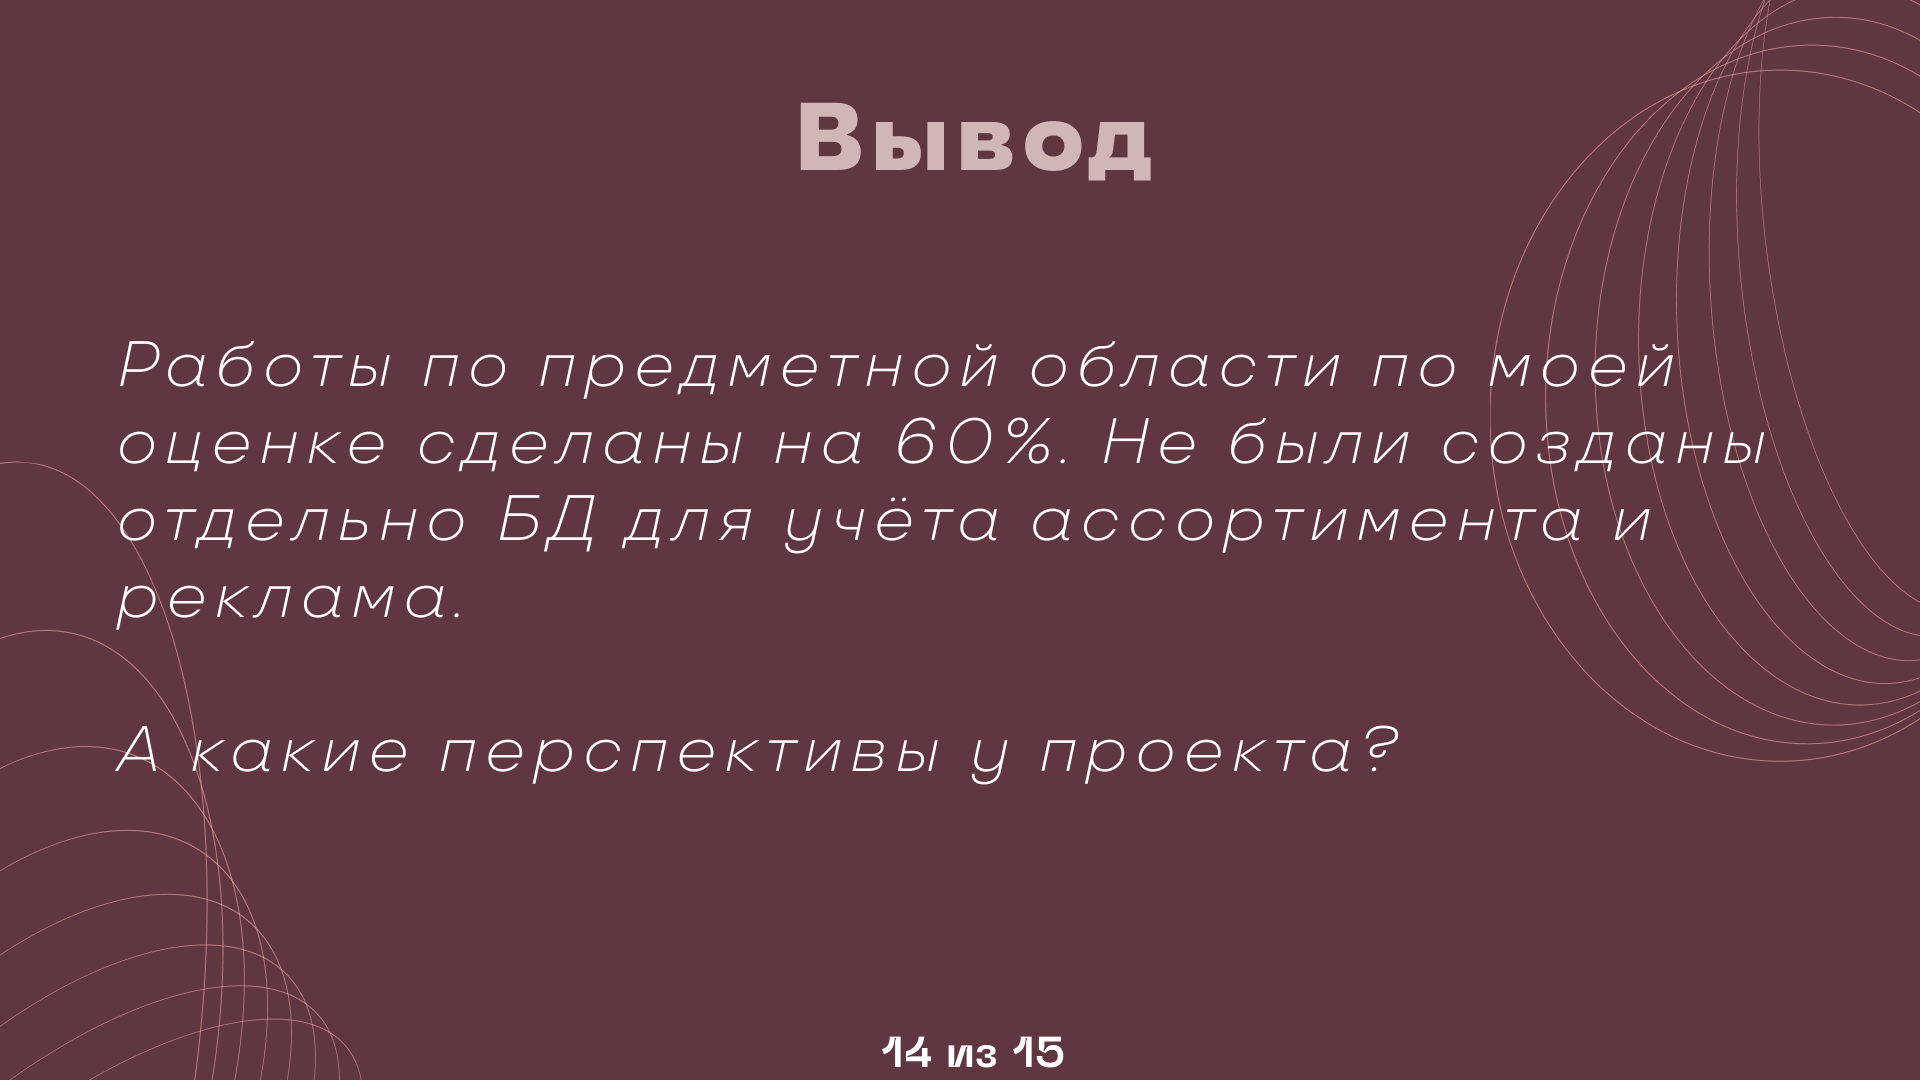 Вывод
Работы по предметной области по моей
оценке сделаны на 60%. Не были созданы
отдельно БД для учёта ассортимента и
реклама.
А какие перспективы у проекта?
14 из 15